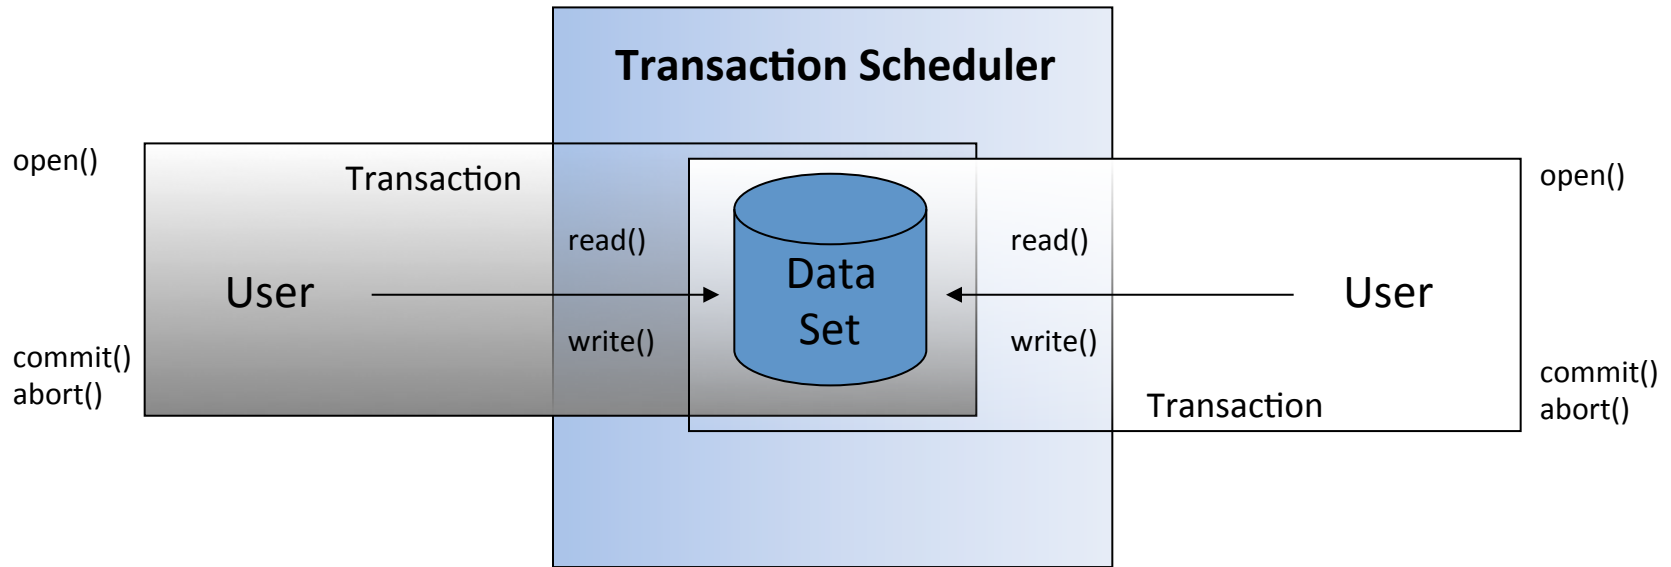 Transaction Scheduler
open()
Transaction
open()
read()
read()
User
Data
Set
User
write()
write()
commit()
abort()
commit()
abort()
Transaction